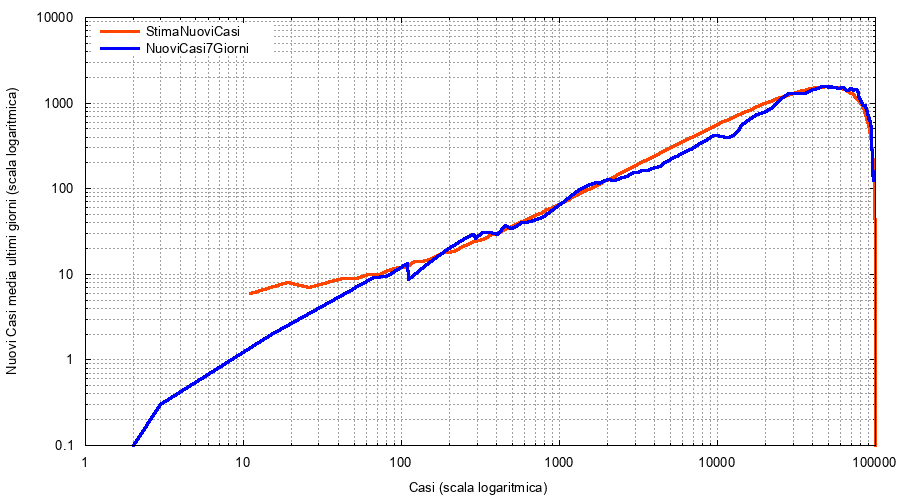 StimaNuoviCasi
NuoviCasi7Giorni
10000
1000
100
10
1
0.1
Nuovi Casi media ultimi giorni (scala logaritmica)
1 10 100 1000 10000 100000
Casi (scala logaritmica)